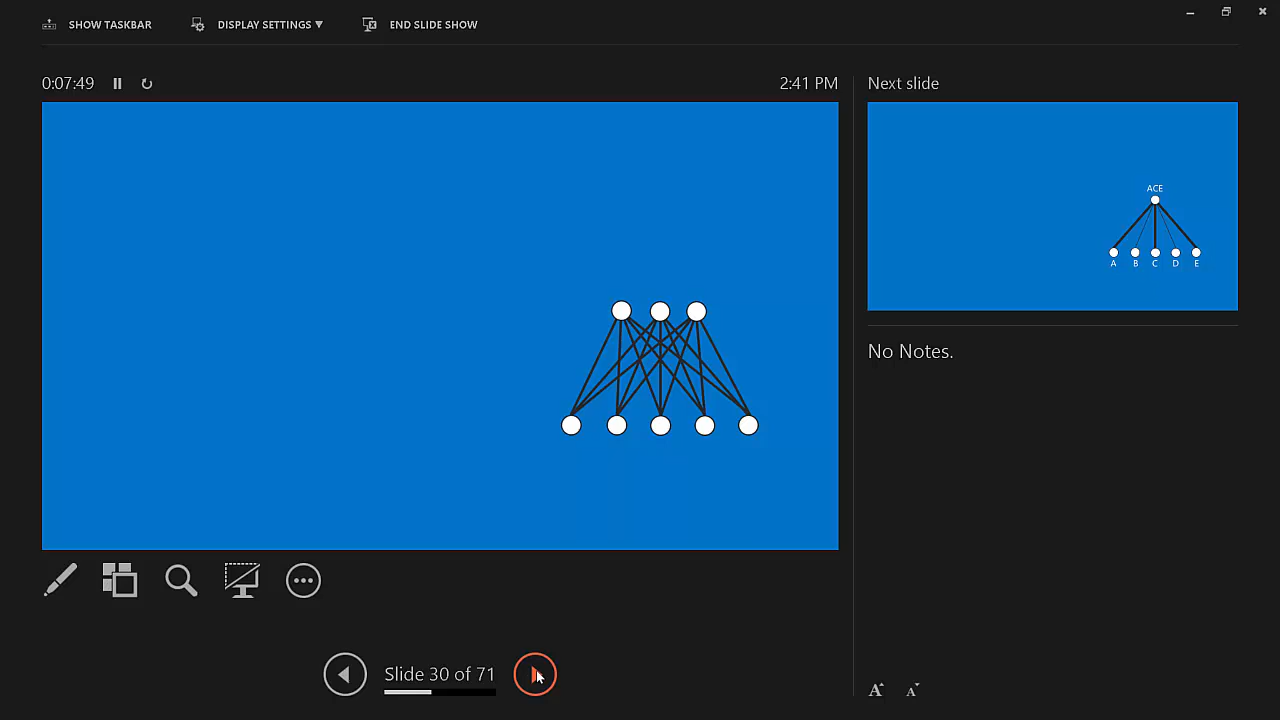 SHOW TASKBAR
DISPLAY SETTINGS ▼
END SLIDE SHOW
0:07:49
2:41 PM
Next slide
ACE
A B C D E
No Notes.
Slide 30 of 71
A A